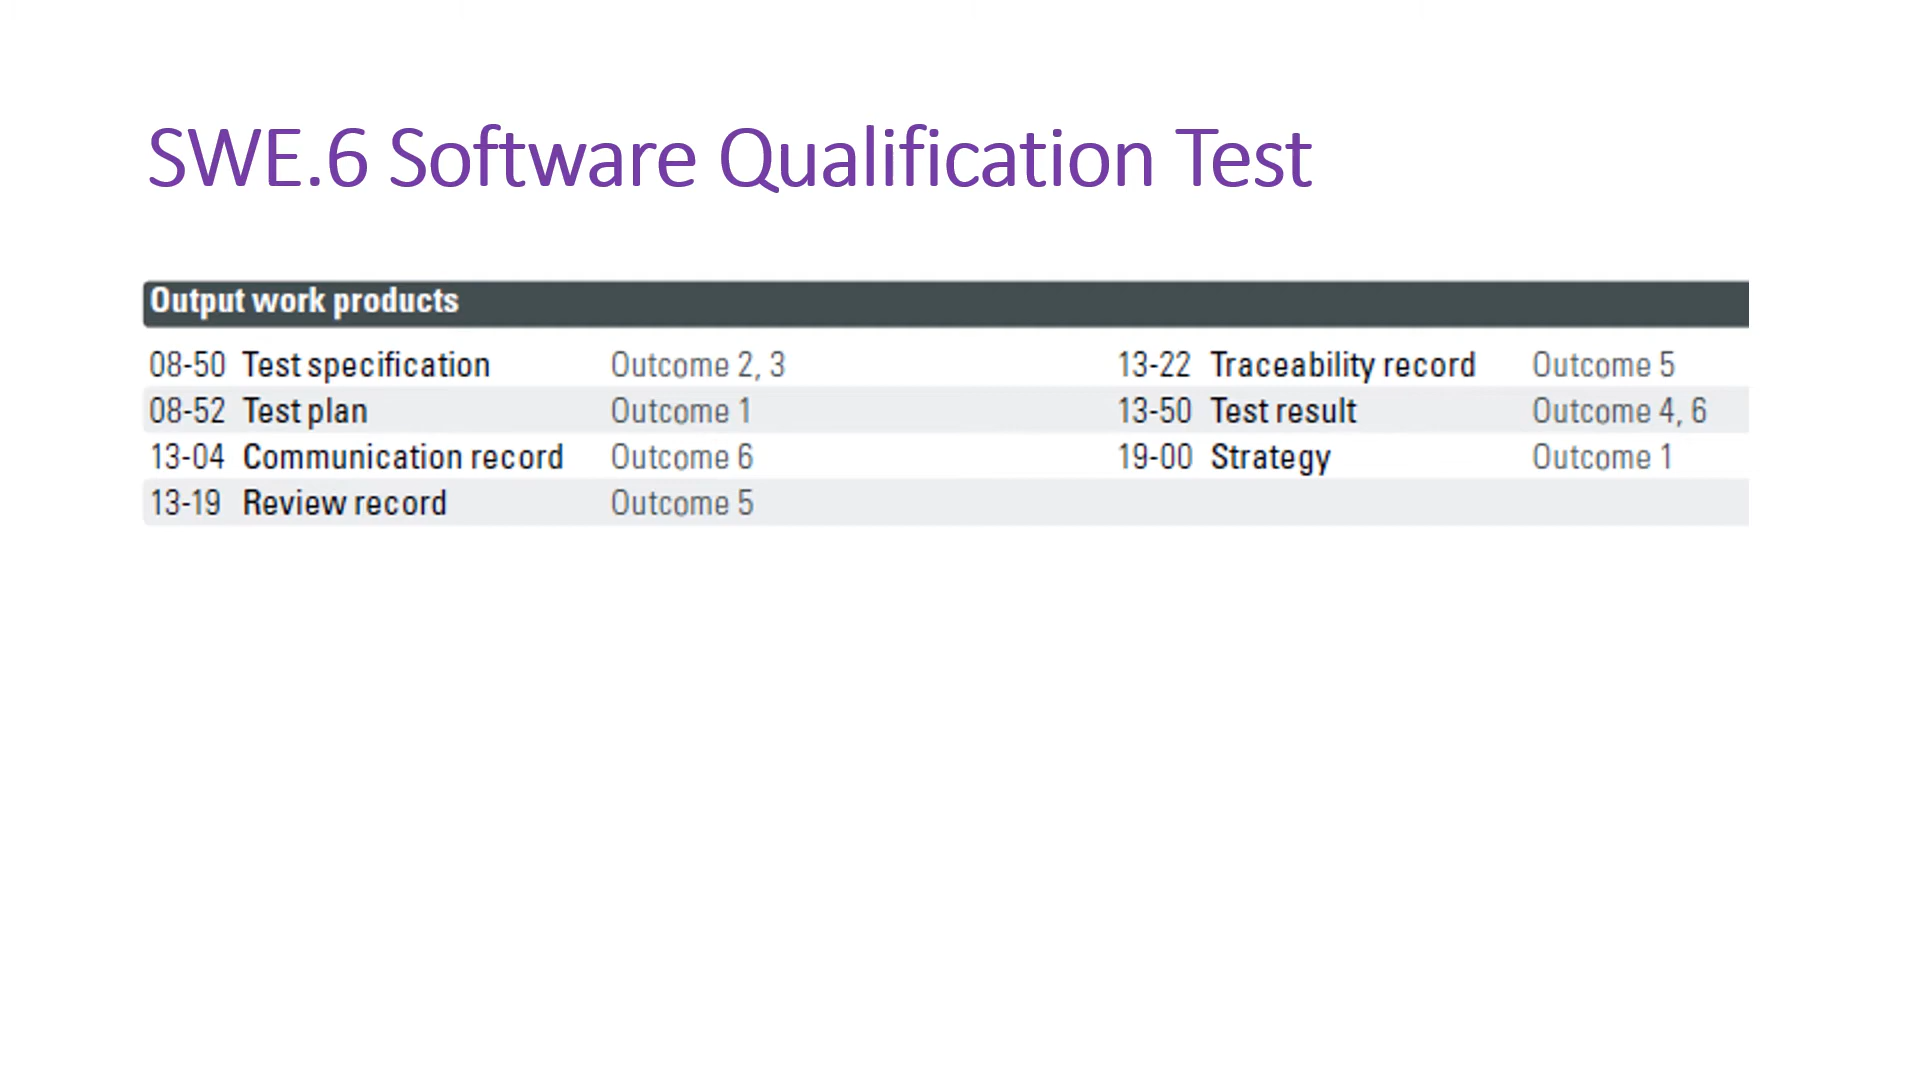 SWE.6 Software Qualification Test
Output work products
08-50 Test specification Outcome 2, 3
08-52 Test plan Outcome 1
13-04 Communication record Outcome 6
13-19 Review record Outcome 5
13-22 Traceability record Outcome 5
13-50 Test result Outcome 4, 6
19-00 Strategy Outcome 1